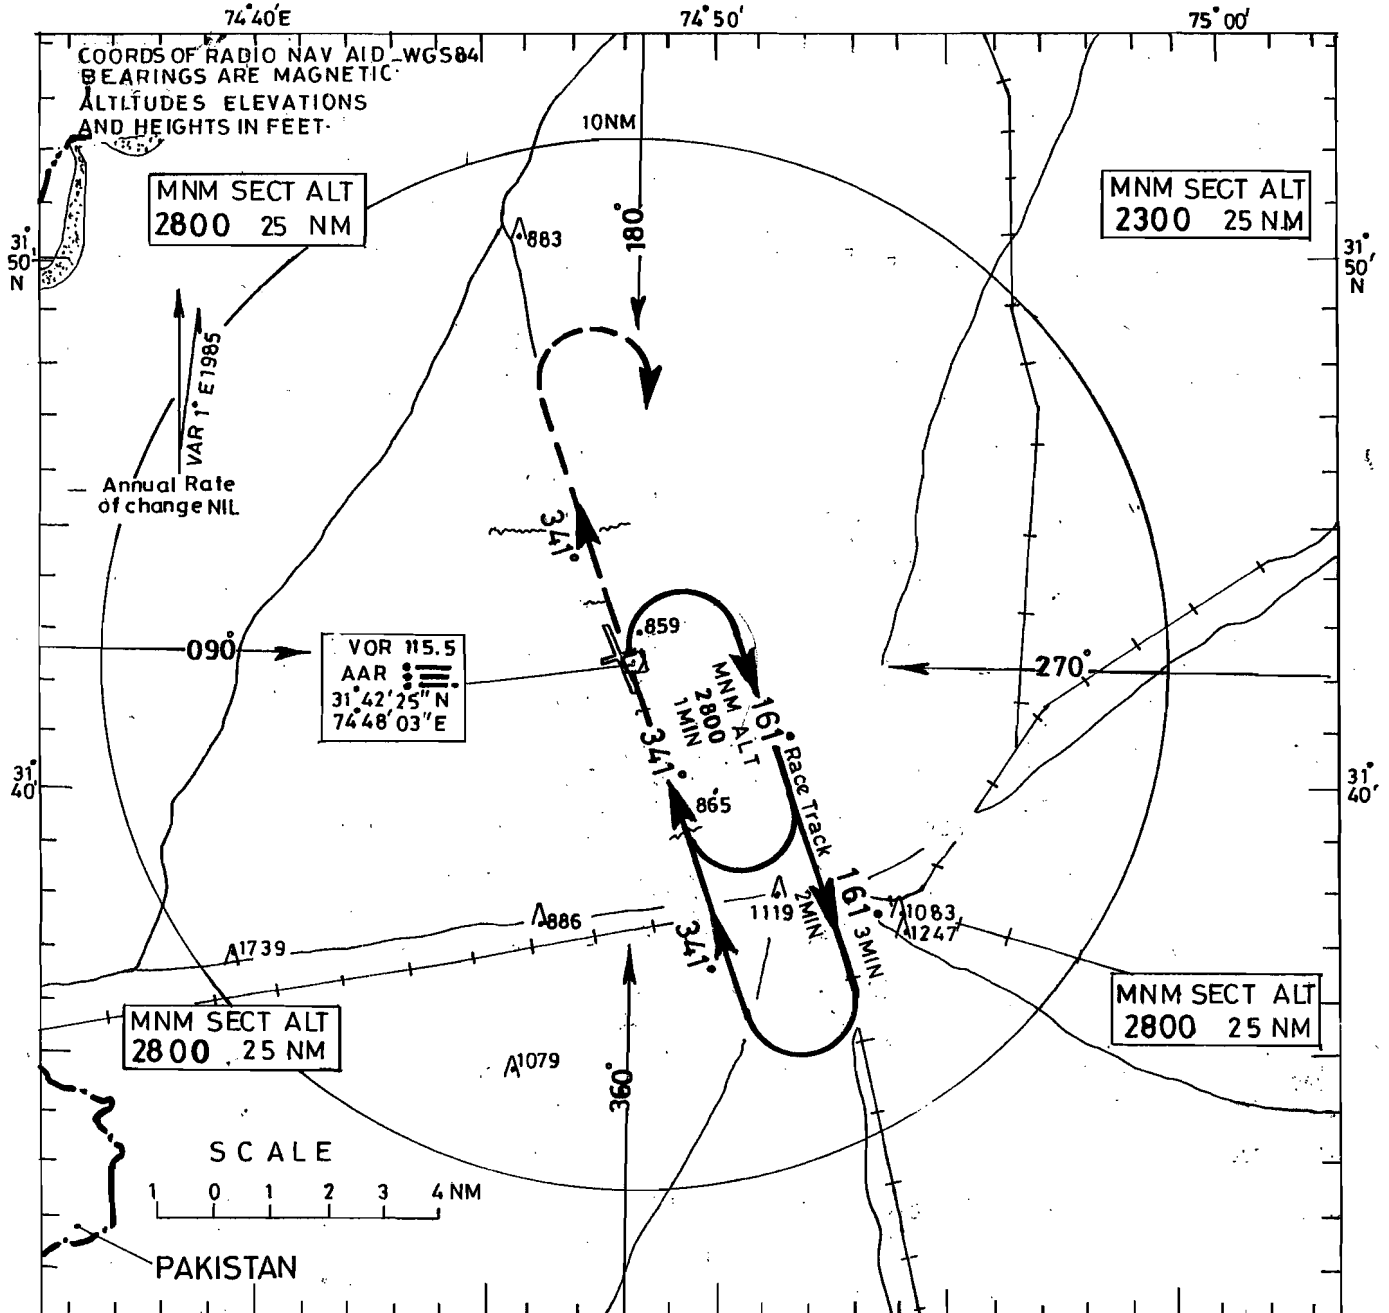 74°40'E
74°50'
75°00'
COORDS OF RADIO NAV AID WGS84
BEARINGS ARE MAGNETIC
ALTITUDES ELEVATIONS
AND HEIGHTS IN FEET
10NM
MNM SECT ALT
2800 25 NM
MNM SECT ALT
2300 25 NM
31°
50'
N
31°
50'
N
883
180°
VAR 1° E 1985
Annual Rate
of change NIL
341°
090°
VOR 115.5
AAR
31°42'25"N
74°48'03"E
859
270°
MNM ALT
2800
1MIN
161°
Race Track
341°
865
31°
40'
31°
40'
161°
2MIN
3MIN
1119
1083
1247
886
341°
1739
MNM SECT ALT
2800 25 NM
MNM SECT ALT
2800 25 NM
1079
360°
SCALE
1 0 1 2 3 4 NM
PAKISTAN